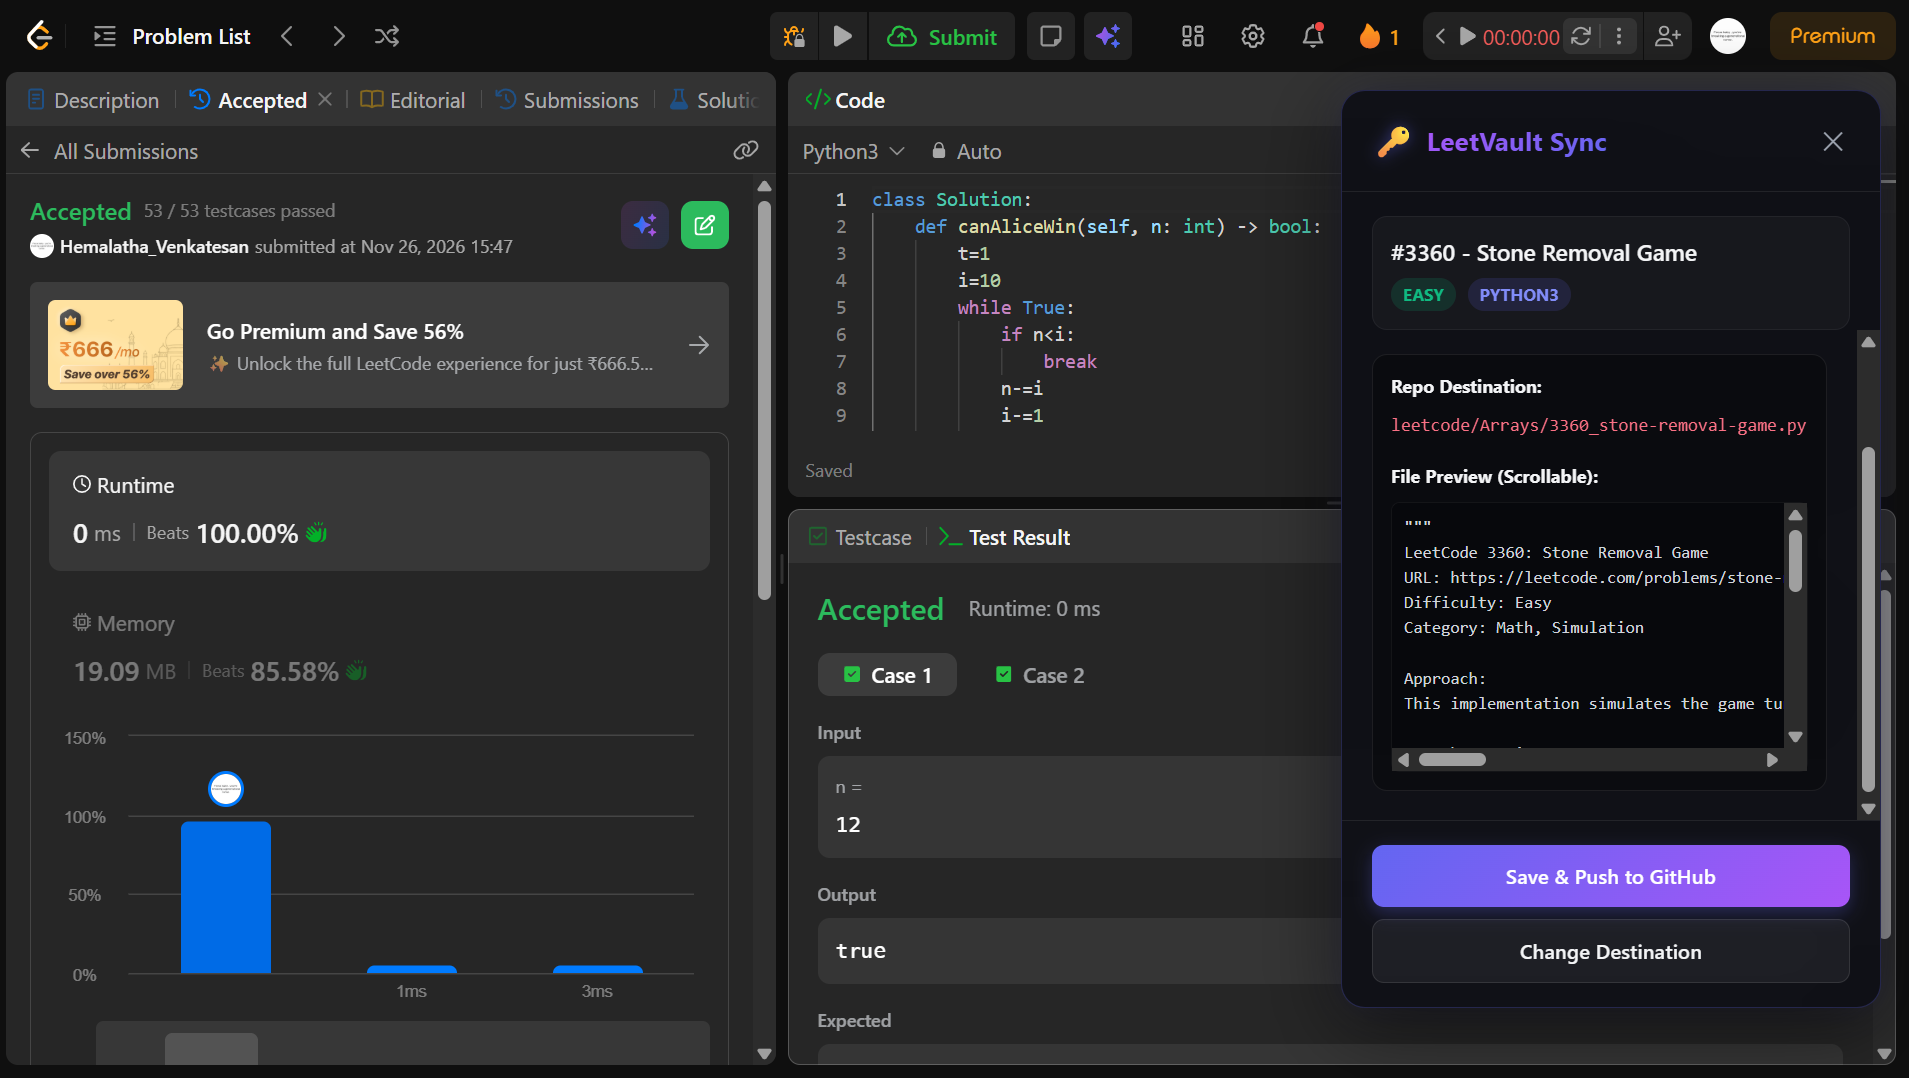 Problem List
Submit
1
00:00:00
Premium
Description
Accepted
Editorial
Submissions
All Submissions
Accepted 53 / 53 testcases passed
Hemalatha_Venkatesan submitted at Nov 26, 2026 15:47
₹666 /mo
Save over 56%
Go Premium and Save 56%
✨ Unlock the full LeetCode experience for just ₹666.5...
Runtime
0 ms | Beats 100.00%
Memory
19.09 MB | Beats 85.58%
150%
100%
50%
0%
1ms
3ms
</> Code
Python3
Auto
1 class Solution:
2 def canAliceWin(self, n: int) -> bool:
3 t=1
4 i=10
5 while True:
6 if n<i:
7 break
8 n-=i
9 i-=1
Saved
Testcase
Test Result
Accepted Runtime: 0 ms
Case 1
Case 2
Input
n =
12
Output
true
Expected
LeetVault Sync
#3360 - Stone Removal Game
EASY
PYTHON3
Repo Destination:
leetcode/Arrays/3360_stone-removal-game.py
File Preview (Scrollable):
"""
LeetCode 3360: Stone Removal Game
URL: https://leetcode.com/problems/stone-
Difficulty: Easy
Category: Math, Simulation
Approach:
This implementation simulates the game tu
Save & Push to GitHub
Change Destination